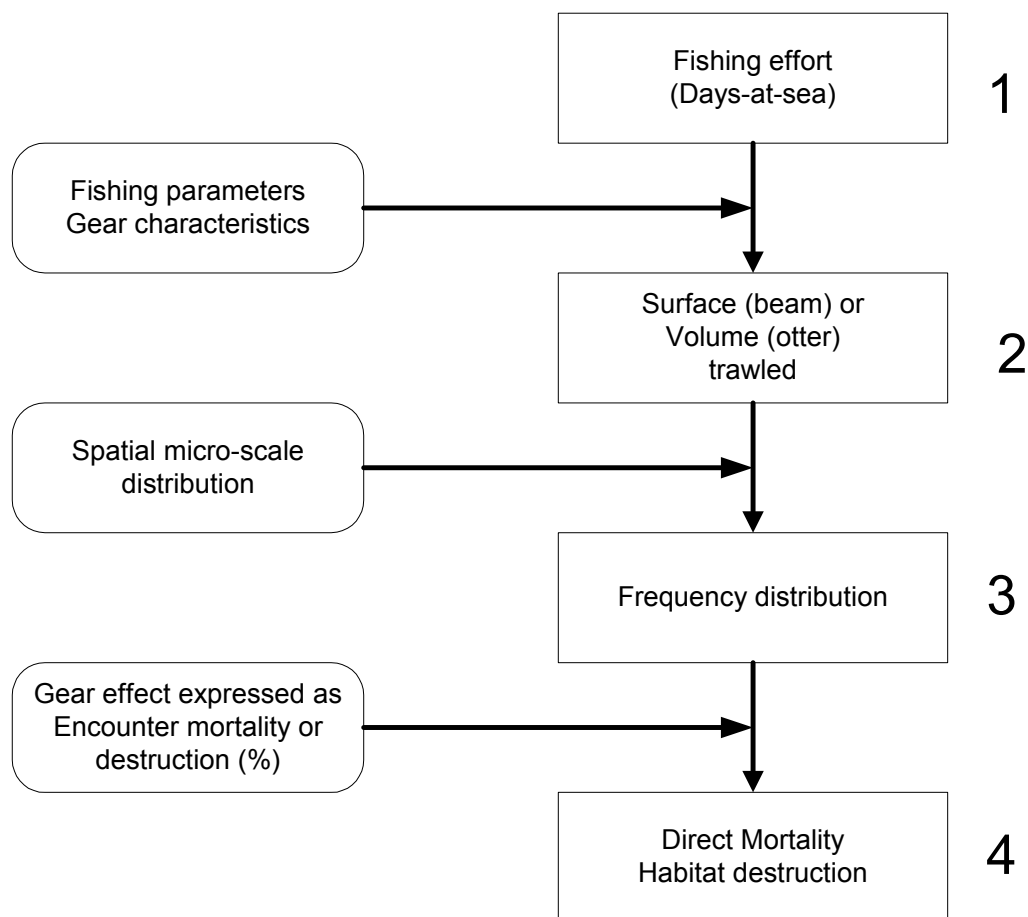 Fishing effort
(Days-at-sea)
1
Fishing parameters
Gear characteristics
Surface (beam) or
Volume (otter)
trawled
2
Spatial micro-scale
distribution
Frequency distribution
3
Gear effect expressed as
Encounter mortality or
destruction (%)
Direct Mortality
Habitat destruction
4